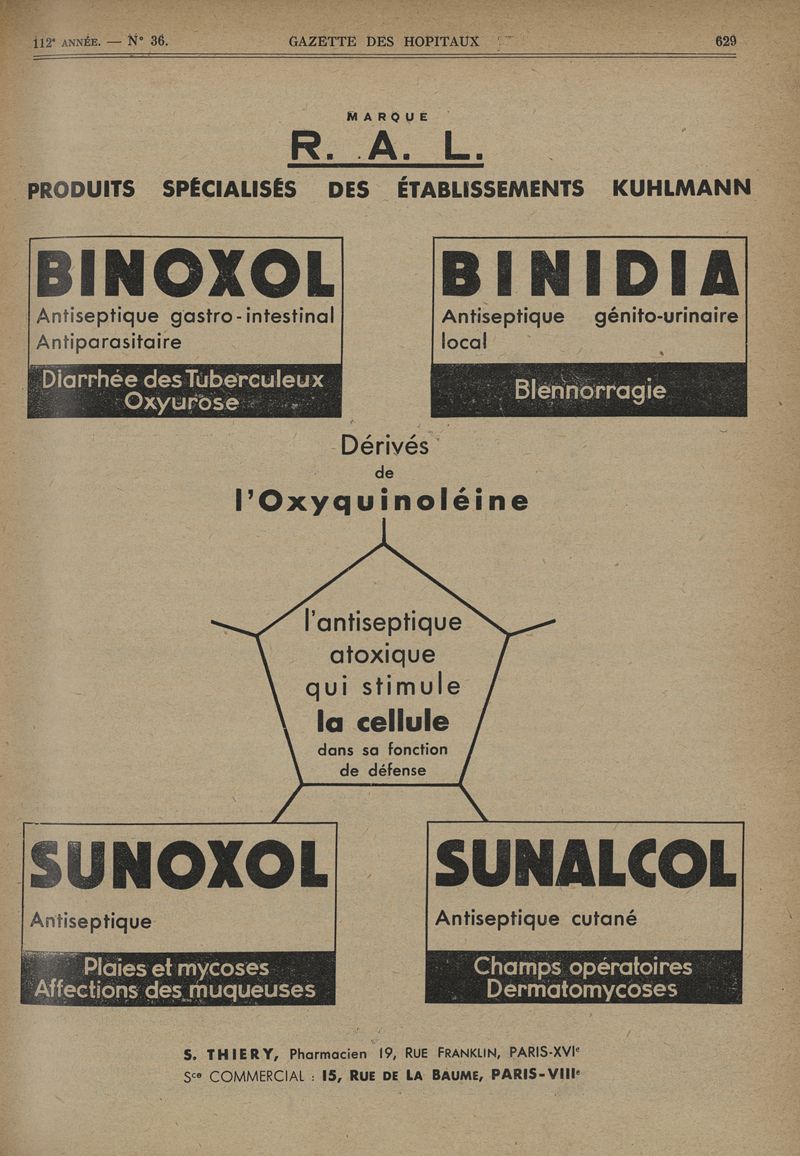 112e ANNÉE. — N° 36.
GAZETTE DES HOPITAUX
629
MARQUE
R. A. L.
PRODUITS SPÉCIALISÉS DES ÉTABLISSEMENTS KUHLMANN
BINOXOL
Antiseptique gastro-intestinal
Antiparasitaire
Diarrhée des Tuberculeux
Oxyurose
BINIDIA
Antiseptique génito-urinaire
local
Blennorragie
Dérivés
de
l'Oxyquinoléine
l'antiseptique
atoxique
qui stimule
la cellule
dans sa fonction
de défense
SUNOXOL
Antiseptique
Plaies et mycoses
Affections des muqueuses
SUNALCOL
Antiseptique cutané
Champs opératoires
Dermatomycoses
S. THIERY, Pharmacien 19, RUE FRANKLIN, PARIS-XVIe
Sce COMMERCIAL : 15, RUE DE LA BAUME, PARIS-VIIIe